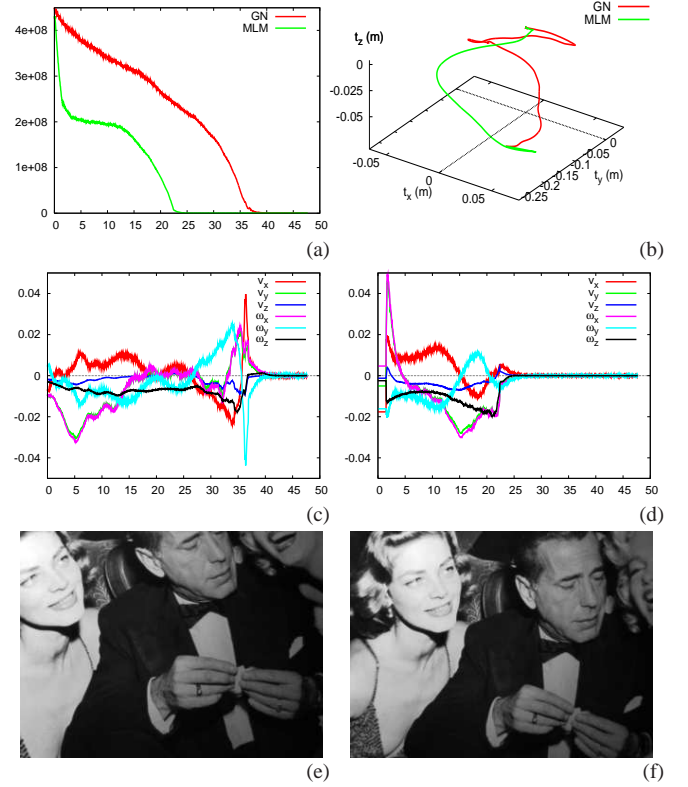 GN
MLM
4e+08
3e+08
2e+08
1e+08
0
0 5 10 15 20 25 30 35 40 45 50
(a)
GN
MLM
t_z (m)
0
-0.025
-0.05
-0.075
-0.05
0
0.05
t_x (m)
-0.25
-0.2
-0.15
-0.1
0.05
0
t_y (m)
(b)
0.04
0.02
0
-0.02
-0.04
0 5 10 15 20 25 30 35 40 45 50
v_x
v_y
v_z
ω_x
ω_y
ω_z
(c)
0.04
0.02
0
-0.02
-0.04
0 5 10 15 20 25 30 35 40 45 50
v_x
v_y
v_z
ω_x
ω_y
ω_z
(d)
(e)
(f)